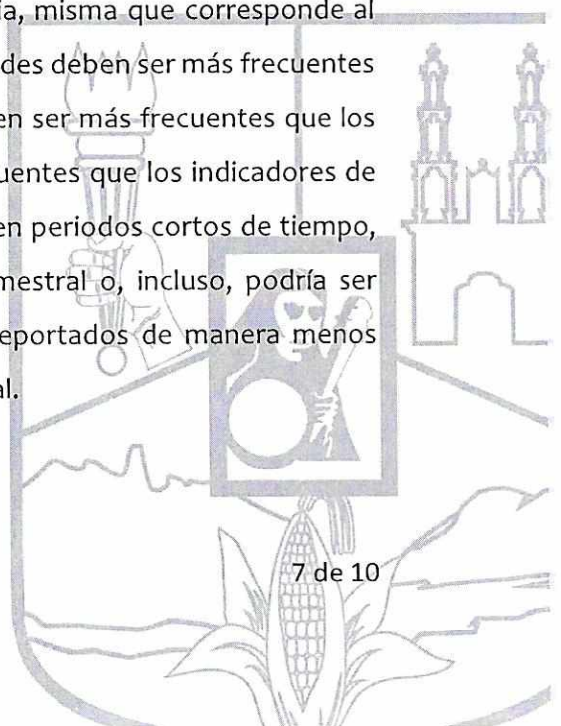 ía, misma que corresponde al
des deben ser más frecuentes
en ser más frecuentes que los
uentes que los indicadores de
en periodos cortos de tiempo,
mestral o, incluso, podría ser
eportados de manera menos
al.
7 de 10